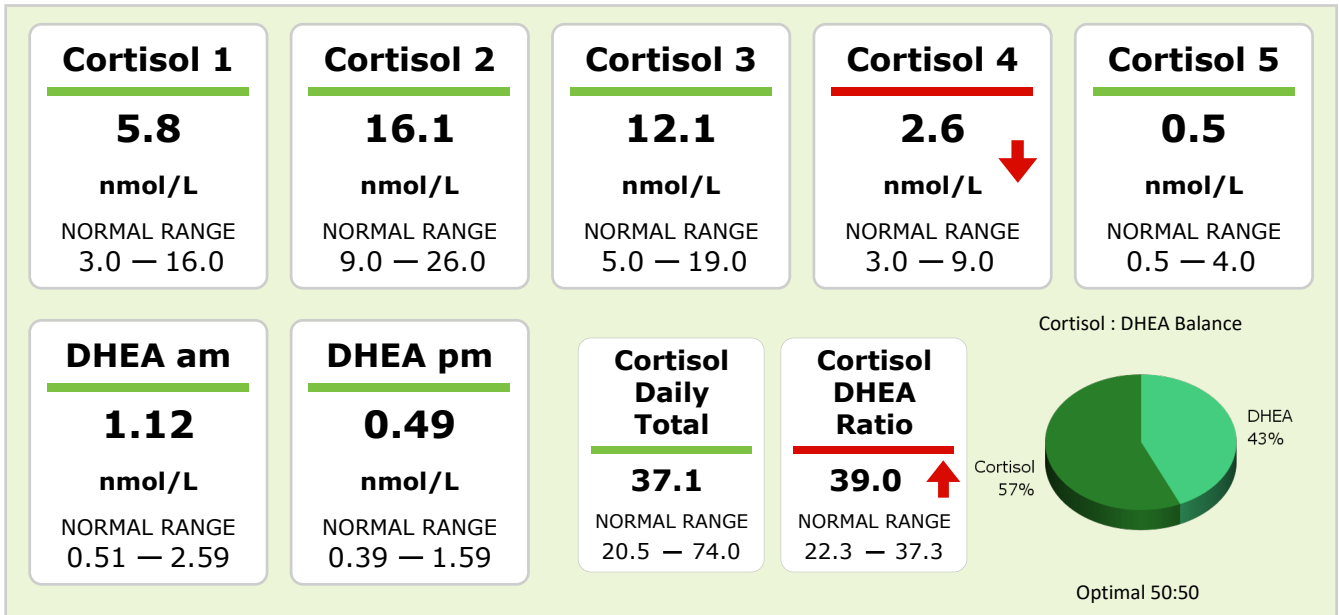 Cortisol 1
5.8
nmol/L
NORMAL RANGE
3.0 — 16.0
Cortisol 2
16.1
nmol/L
NORMAL RANGE
9.0 — 26.0
Cortisol 3
12.1
nmol/L
NORMAL RANGE
5.0 — 19.0
Cortisol 4
2.6
nmol/L
NORMAL RANGE
3.0 — 9.0
Cortisol 5
0.5
nmol/L
NORMAL RANGE
0.5 — 4.0
DHEA am
1.12
nmol/L
NORMAL RANGE
0.51 — 2.59
DHEA pm
0.49
nmol/L
NORMAL RANGE
0.39 — 1.59
Cortisol
Daily
Total
37.1
NORMAL RANGE
20.5 — 74.0
Cortisol
DHEA
Ratio
39.0
NORMAL RANGE
22.3 — 37.3
Cortisol : DHEA Balance
DHEA
43%
Cortisol
57%
Optimal 50:50